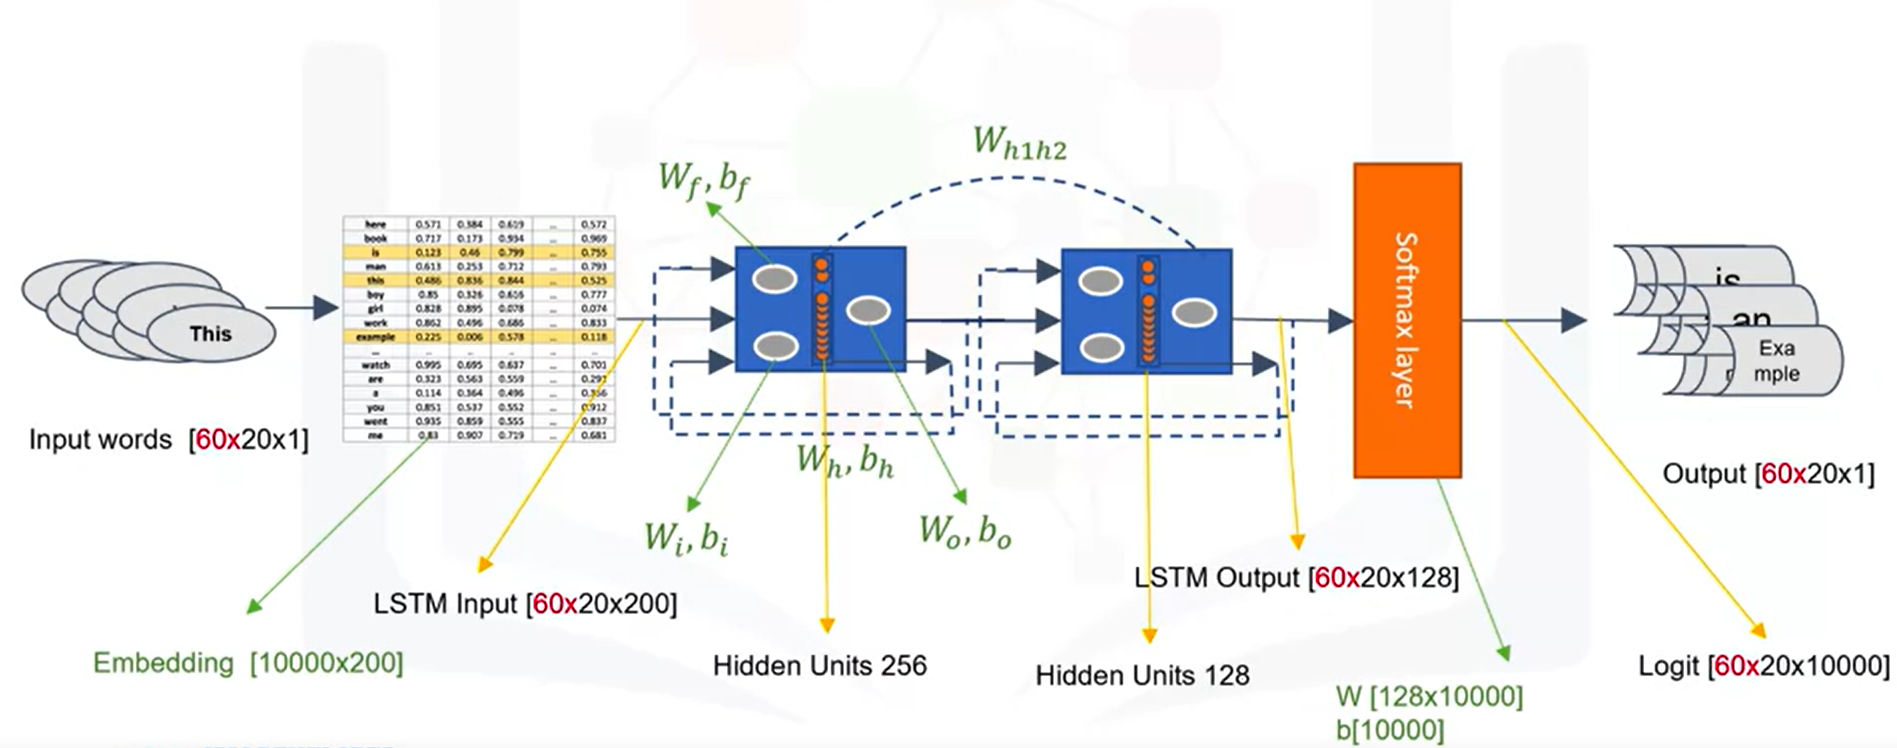 W_{h1h2}
W_f, b_f
here 0.571 0.384 0.619 ... 0.572
book 0.717 0.173 0.934 ... 0.969
is 0.123 0.46 0.799 ... 0.755
man 0.613 0.253 0.712 ... 0.793
this 0.486 0.836 0.844 ... 0.525
boy 0.85 0.326 0.616 ... 0.777
girl 0.828 0.895 0.078 ... 0.074
work 0.862 0.496 0.686 ... 0.833
example 0.225 0.006 0.578 ... 0.118
... ... ... ... ... ...
watch 0.995 0.695 0.637 ... 0.701
are 0.323 0.563 0.559 ...
a 0.114 0.364 0.496 ...
you 0.851 0.537 0.552 ... 0.912
went 0.935 0.859 0.555 ... 0.837
me 0.83 0.907 0.719 ... 0.681
This
Softmax layer
is
an
Exa
mple
Input words [60x20x1]
W_h, b_h
Output [60x20x1]
W_i, b_i
W_o, b_o
LSTM Output [60x20x128]
LSTM Input [60x20x200]
Embedding [10000x200]
Hidden Units 256
Hidden Units 128
Logit [60x20x10000]
W [128x10000]
b[10000]